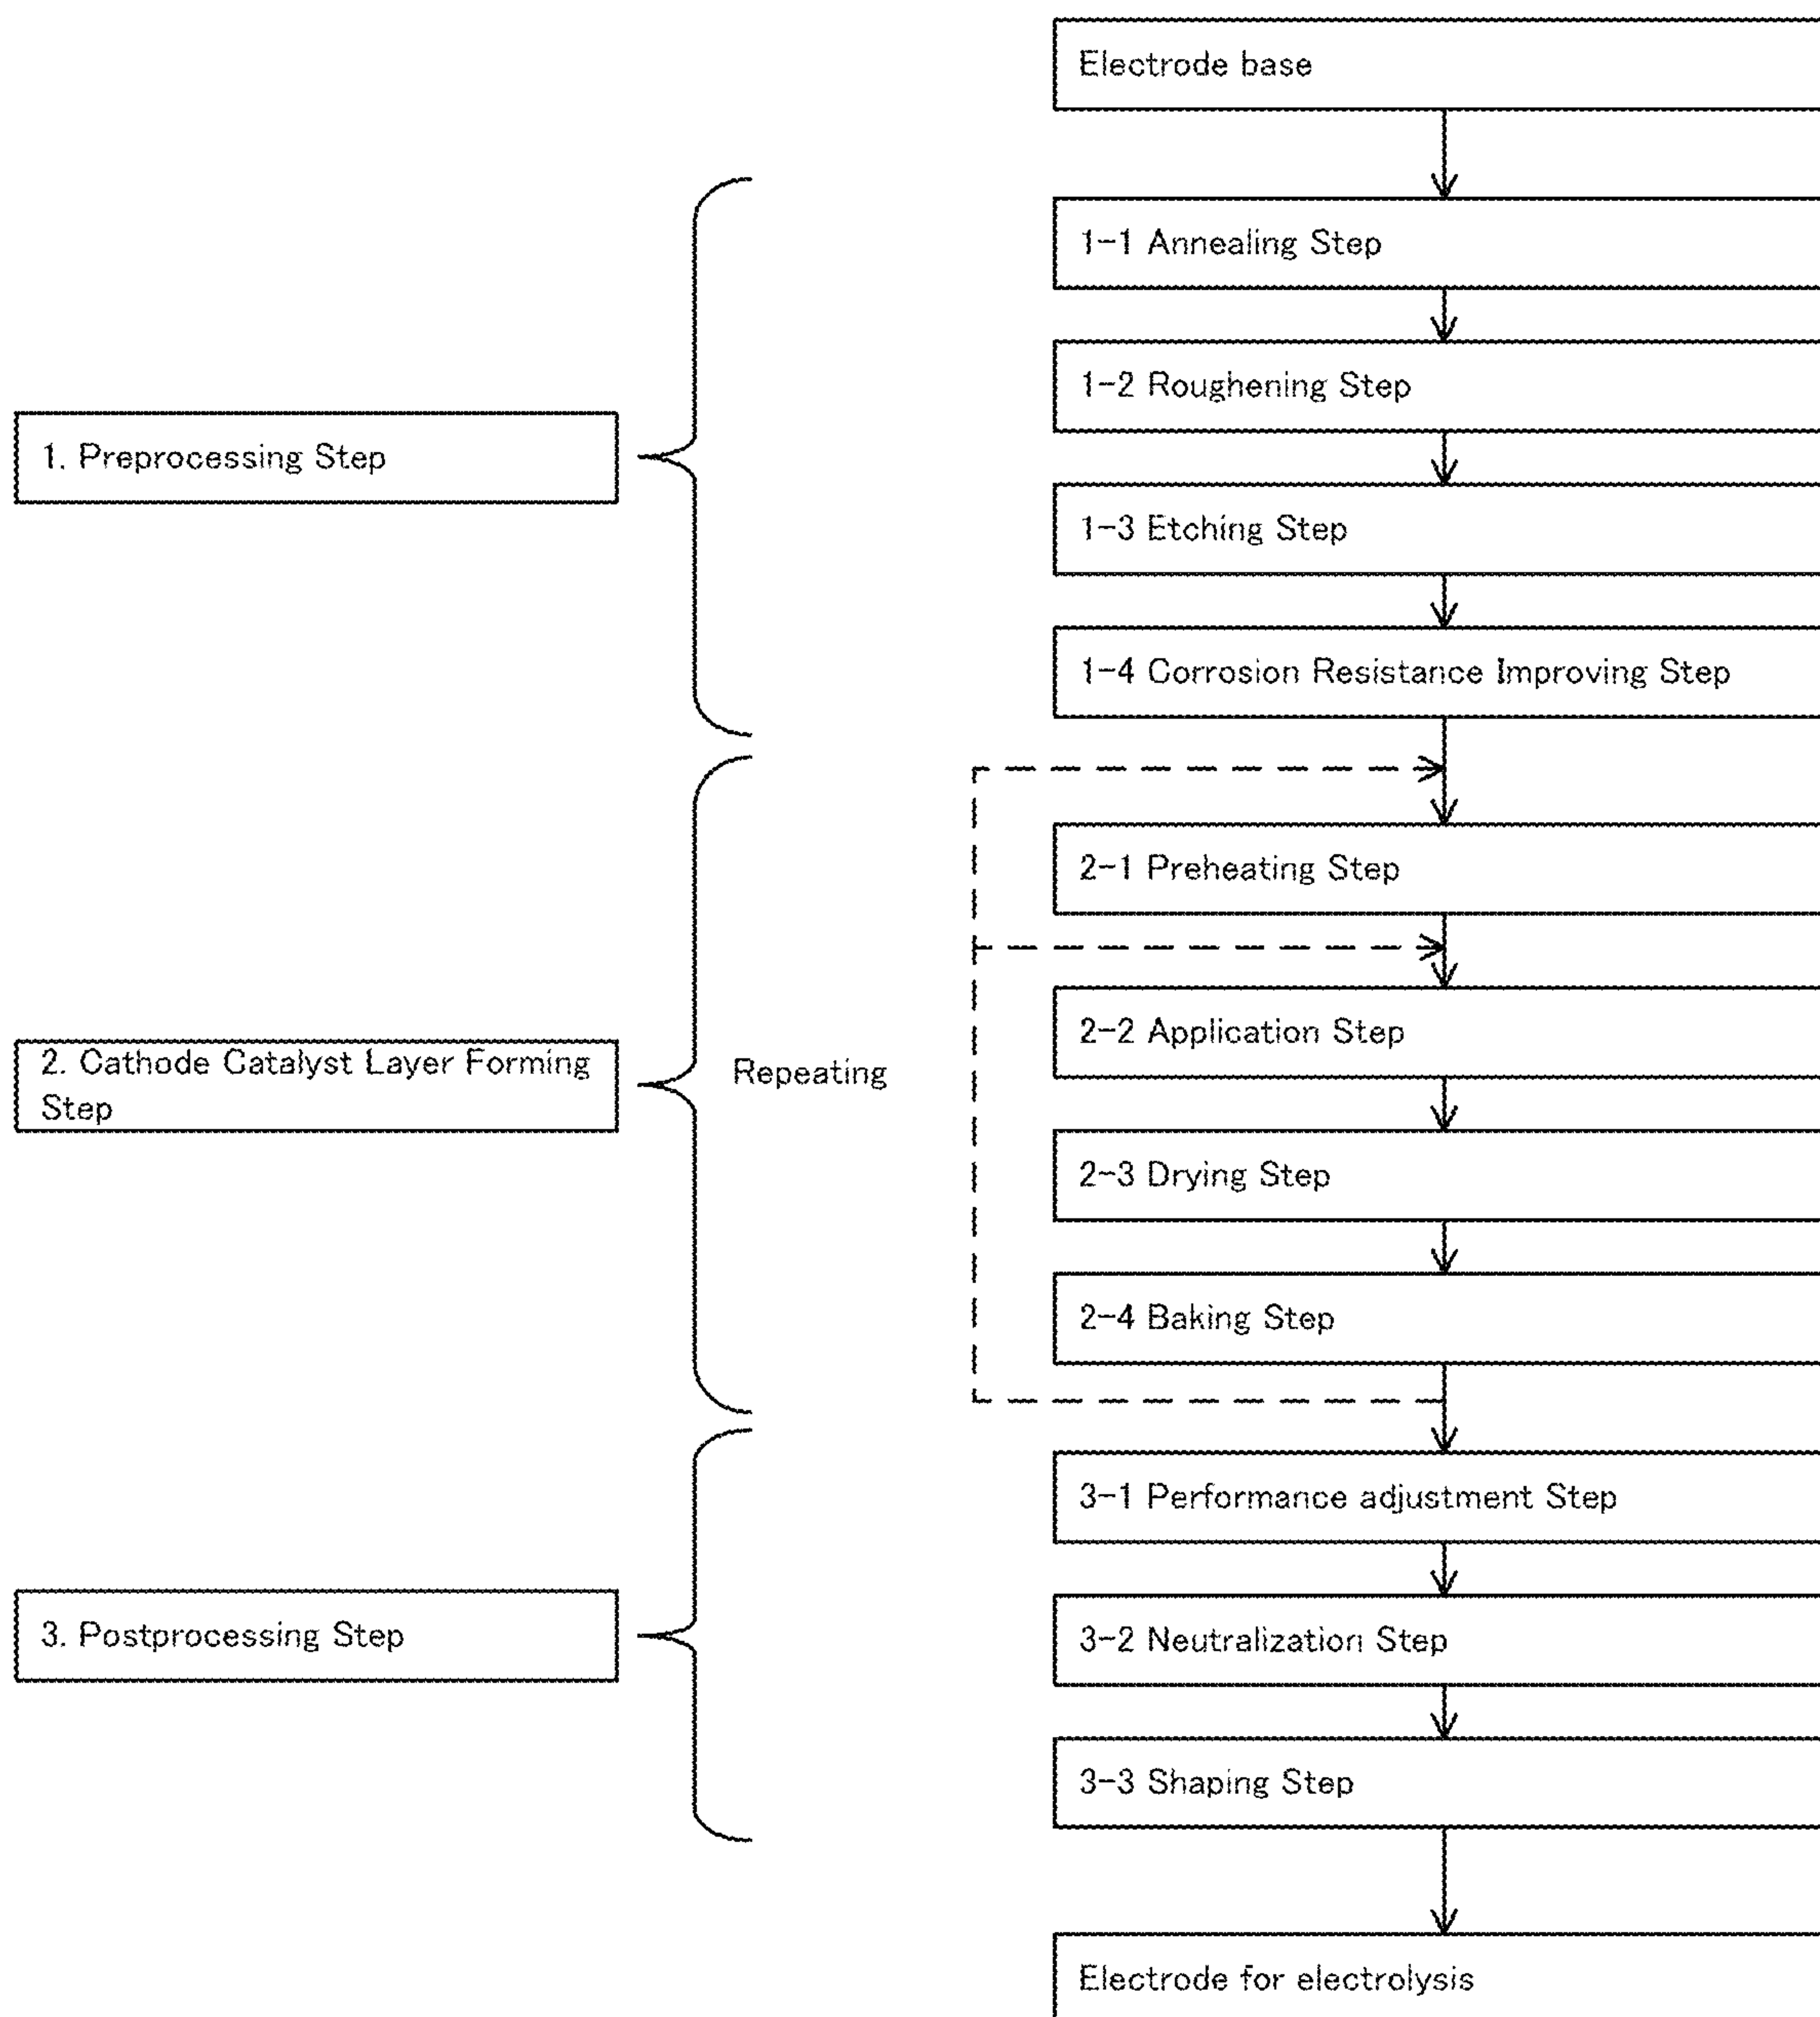 Electrode base
1-1 Annealing Step
1-2 Roughening Step
1. Preprocessing Step
1-3 Etching Step
1-4 Corrosion Resistance Improving Step
2-1 Preheating Step
2-2 Application Step
2. Cathode Catalyst Layer Forming
Step
Repeating
2-3 Drying Step
2-4 Baking Step
3-1 Performance adjustment Step
3. Postprocessing Step
3-2 Neutralization Step
3-3 Shaping Step
Electrode for electrolysis